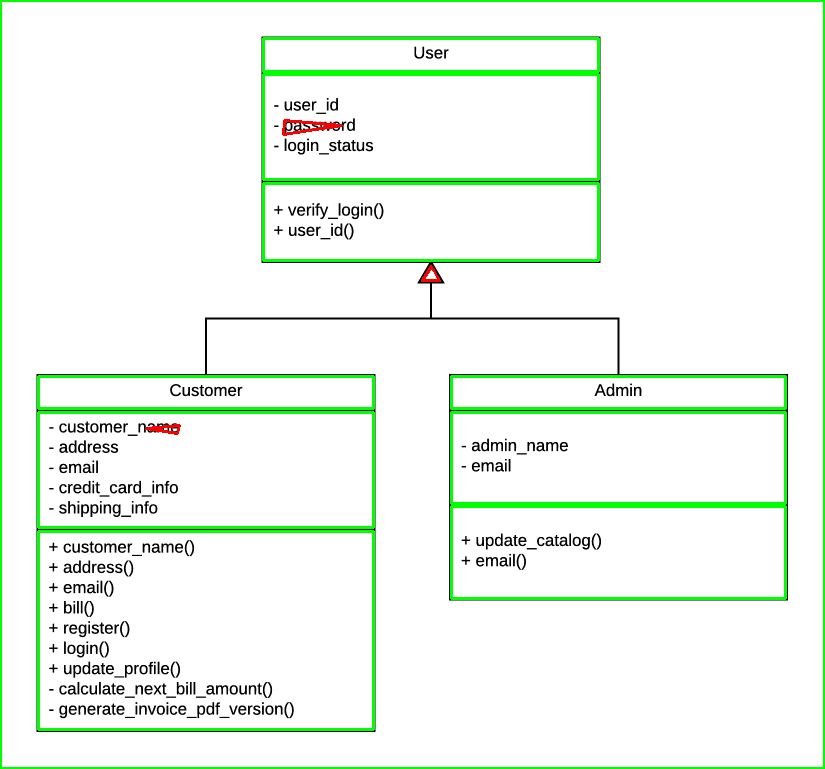 User
- user_id
- password
- login_status
+ verify_login()
+ user_id()
Customer
- customer_name
- address
- email
- credit_card_info
- shipping_info
+ customer_name()
+ address()
+ email()
+ bill()
+ register()
+ login()
+ update_profile()
- calculate_next_bill_amount()
- generate_invoice_pdf_version()
Admin
- admin_name
- email
+ update_catalog()
+ email()